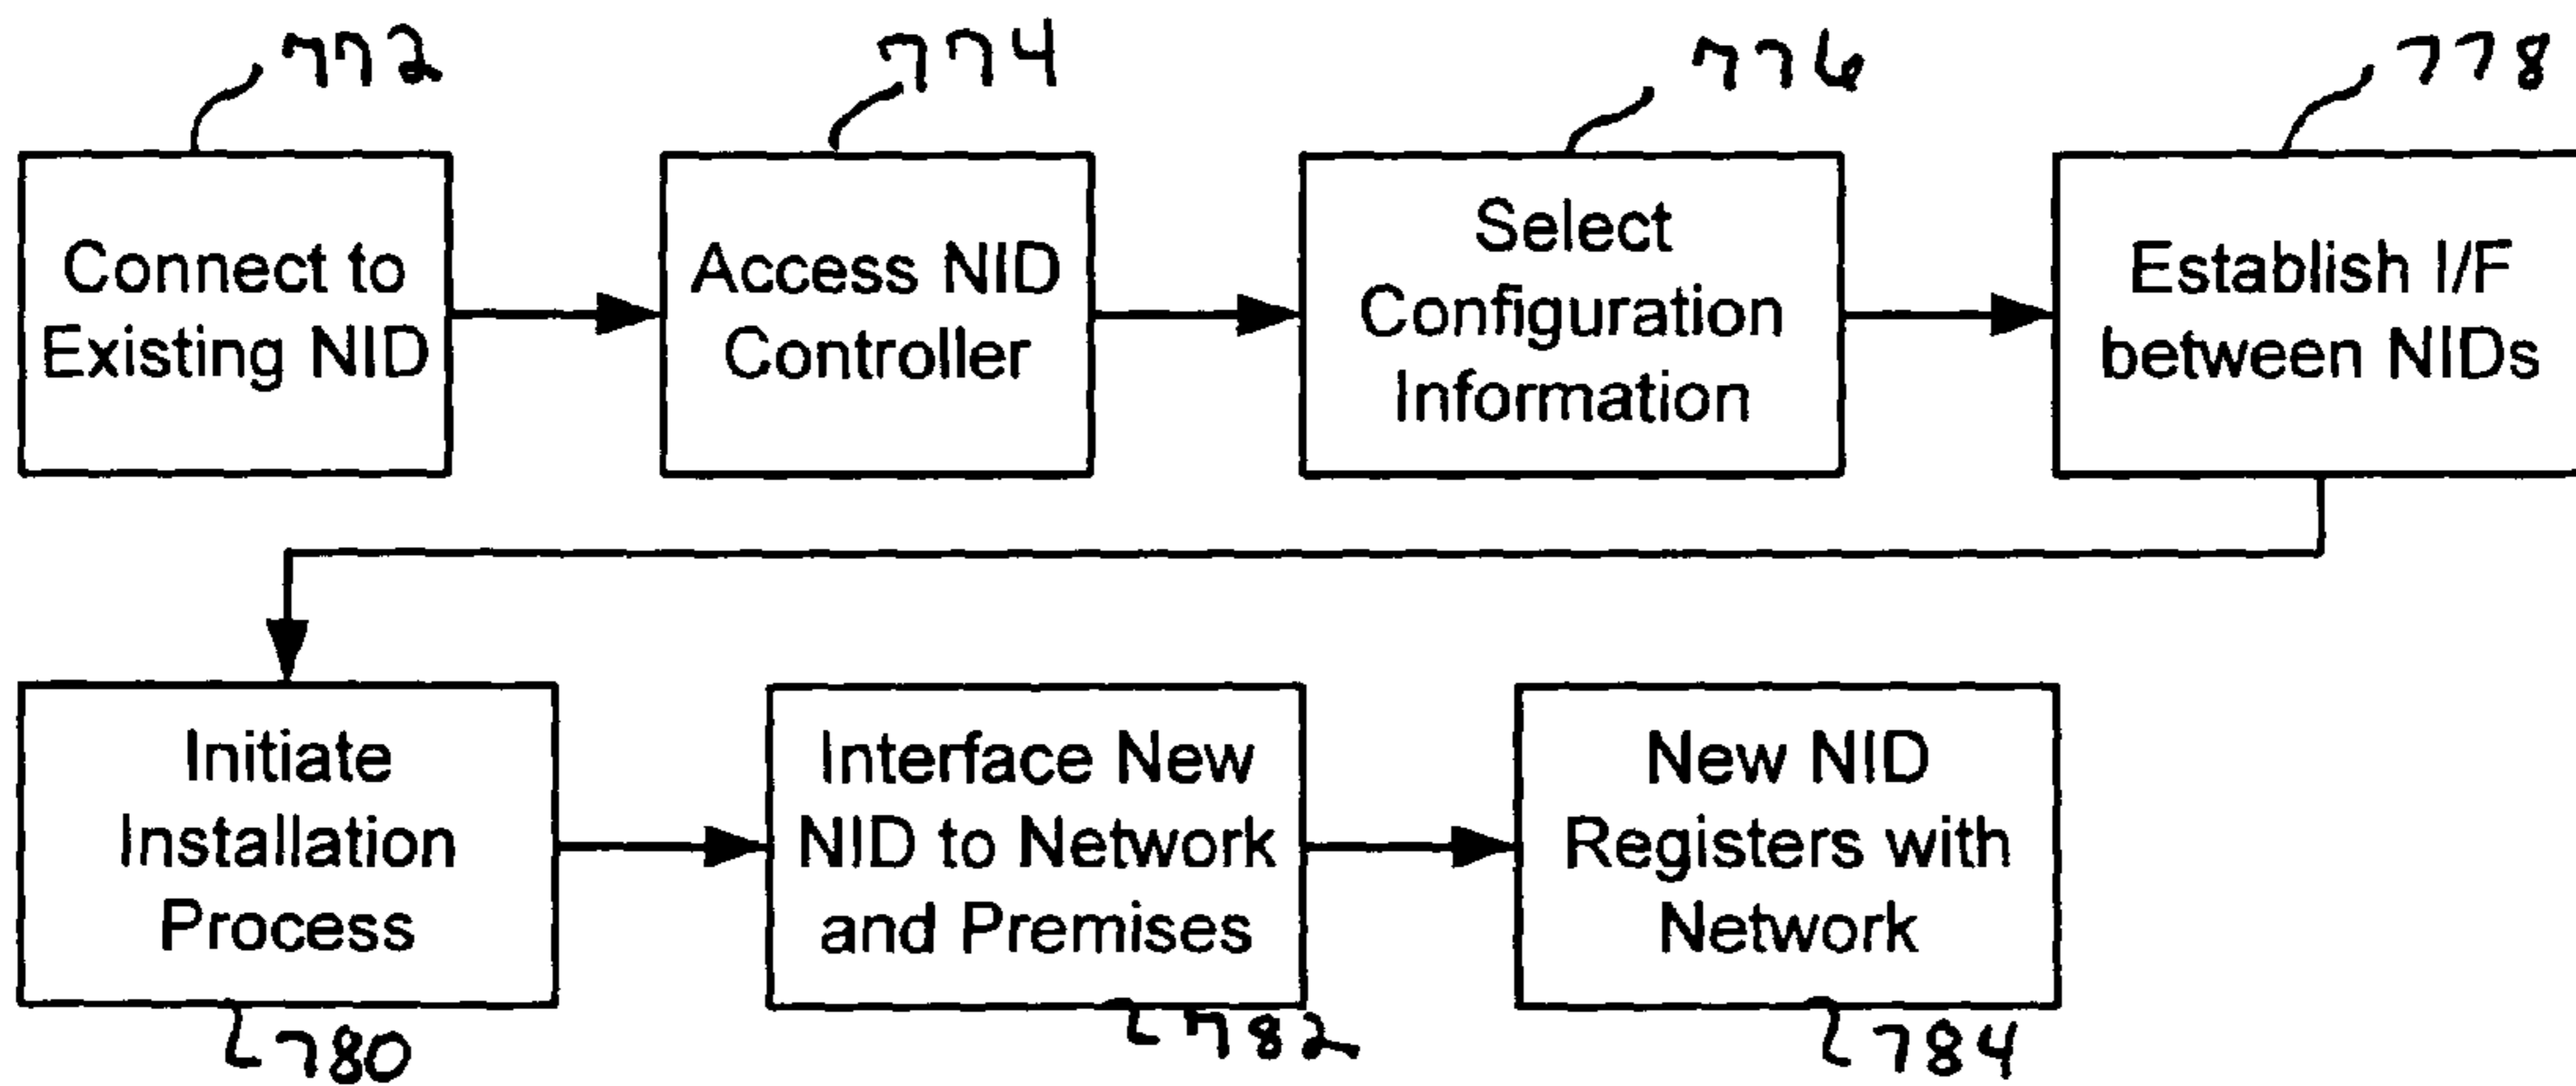 772
774
776
778
Connect to
Existing NID
Access NID
Controller
Select
Configuration
Information
Establish I/F
between NIDs
Initiate
Installation
Process
Interface New
NID to Network
and Premises
New NID
Registers with
Network
780
782
784